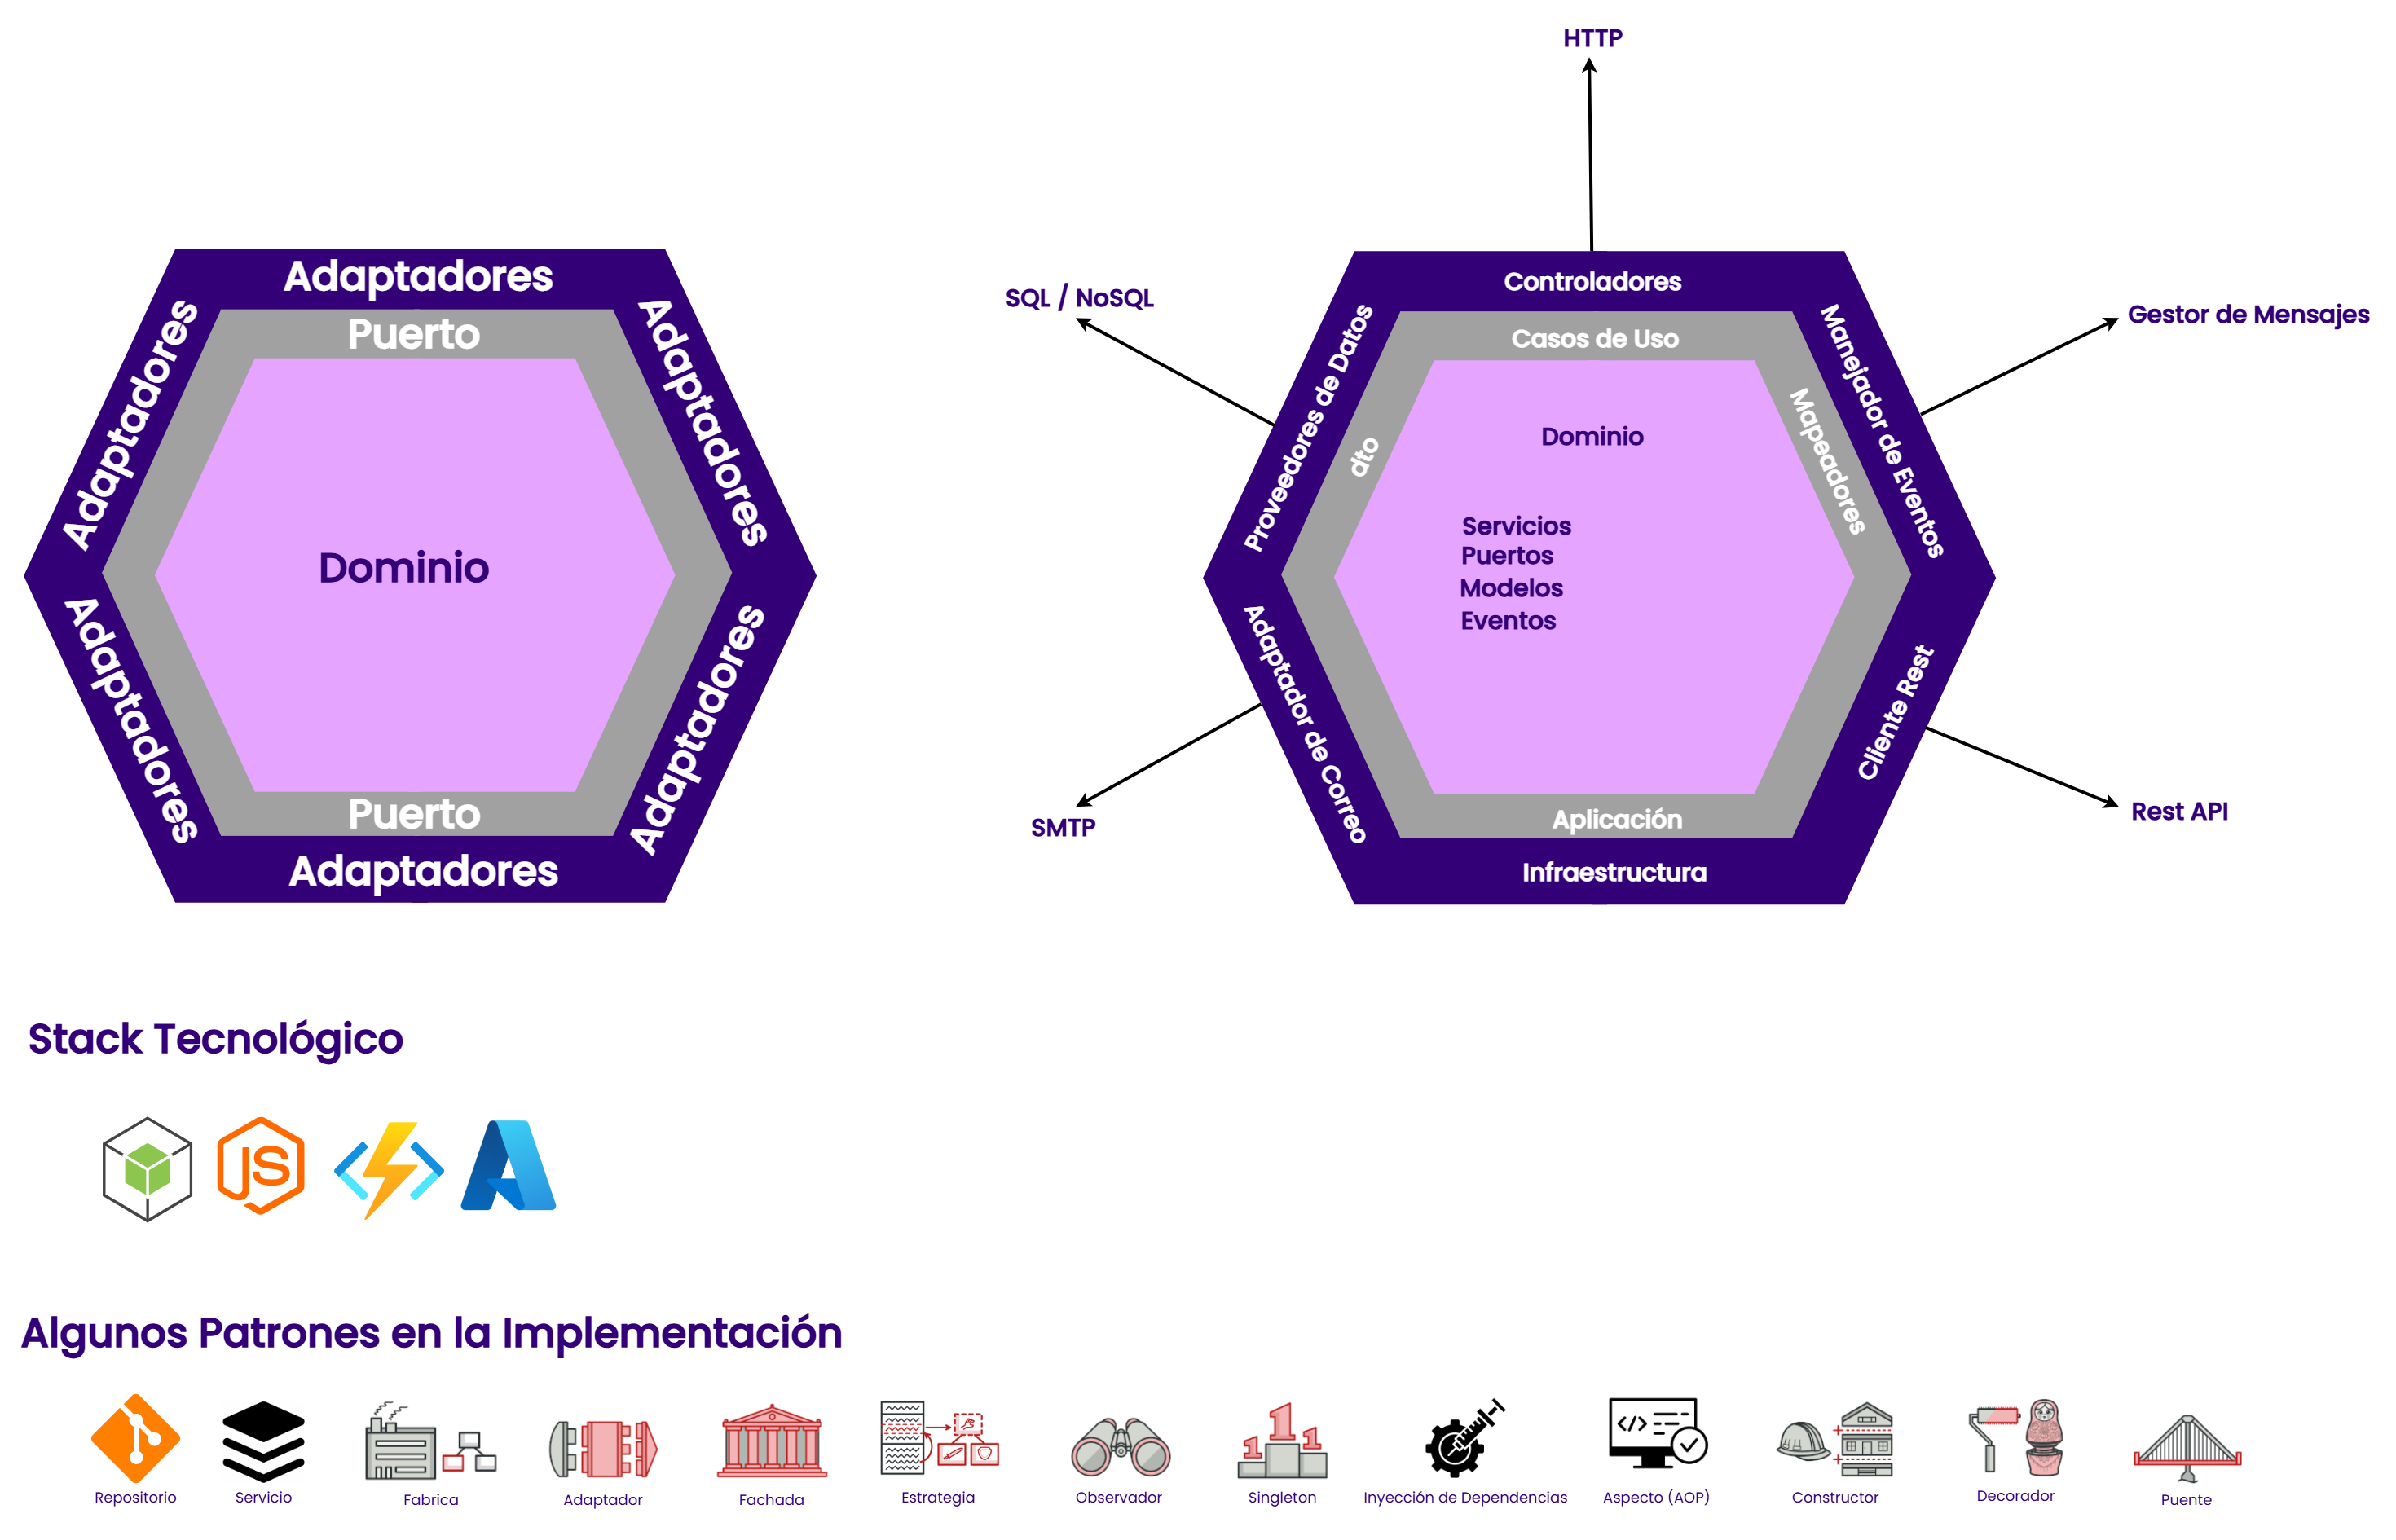 Adaptadores
Puerto
Adaptadores
Adaptadores
Dominio
Adaptadores
Adaptadores
Puerto
Adaptadores
HTTP
SQL / NoSQL
Gestor de Mensajes
Controladores
Casos de Uso
Proveedores de Datos
dto
Mapeadores
Manejador de Eventos
Dominio
Servicios
Puertos
Modelos
Eventos
Adaptador de Correo
Cliente Rest
SMTP
Rest API
Aplicación
Infraestructura
Stack Tecnológico
JS
Algunos Patrones en la Implementación
1
1
1
</>
Repositorio
Servicio
Fabrica
Adaptador
Fachada
Estrategia
Observador
Singleton
Inyección de Dependencias
Aspecto (AOP)
Constructor
Decorador
Puente